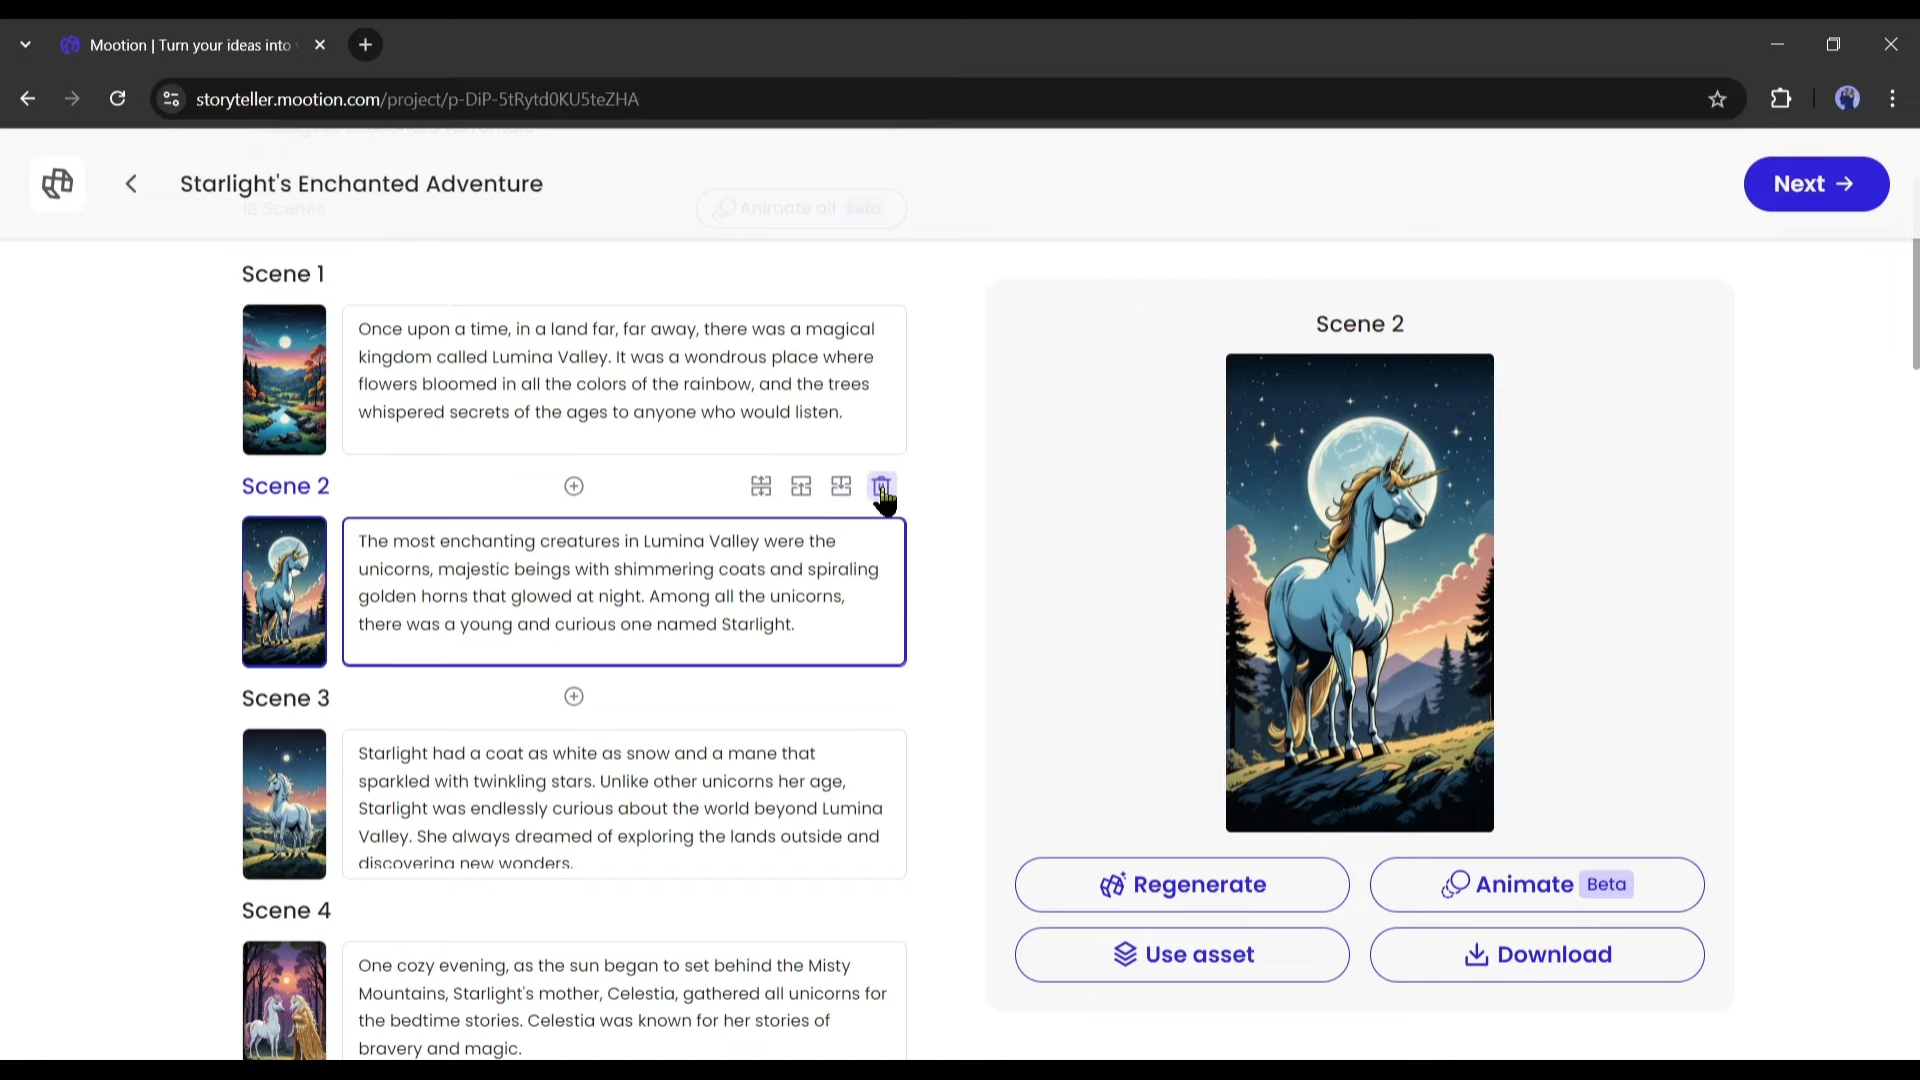 Mootion | Turn your ideas into
storyteller.mootion.com/project/p-DiP-5tRytd0KU5teZHA
Starlight's Enchanted Adventure
Next →
18 Scenes
Animate all Beta
Scene 1
Once upon a time, in a land far, far away, there was a magical
kingdom called Lumina Valley. It was a wondrous place where
flowers bloomed in all the colors of the rainbow, and the trees
whispered secrets of the ages to anyone who would listen.
Scene 2
The most enchanting creatures in Lumina Valley were the
unicorns, majestic beings with shimmering coats and spiraling
golden horns that glowed at night. Among all the unicorns,
there was a young and curious one named Starlight.
Scene 3
Starlight had a coat as white as snow and a mane that
sparkled with twinkling stars. Unlike other unicorns her age,
Starlight was endlessly curious about the world beyond Lumina
Valley. She always dreamed of exploring the lands outside and
discovering new wonders.
Scene 4
One cozy evening, as the sun began to set behind the Misty
Mountains, Starlight's mother, Celestia, gathered all unicorns for
the bedtime stories. Celestia was known for her stories of
bravery and magic.
Scene 2
Regenerate
Animate Beta
Use asset
Download